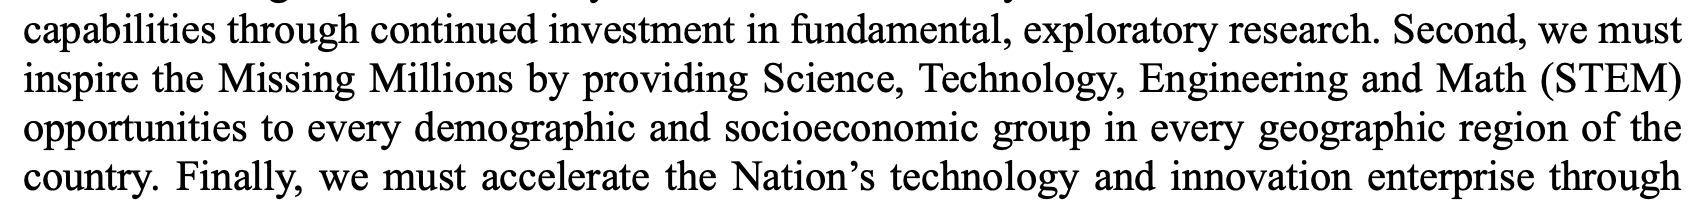 capabilities through continued investment in fundamental, exploratory research. Second, we must
inspire the Missing Millions by providing Science, Technology, Engineering and Math (STEM)
opportunities to every demographic and socioeconomic group in every geographic region of the
country. Finally, we must accelerate the Nation’s technology and innovation enterprise through